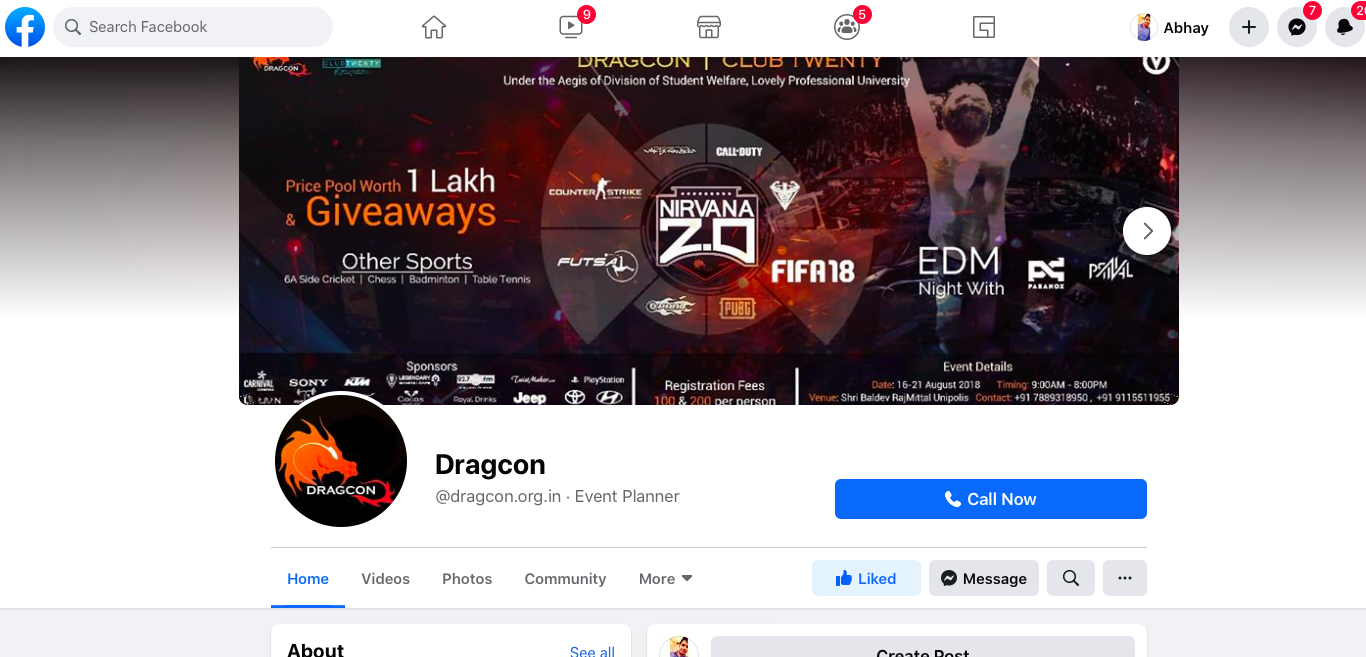 Search Facebook
9
5
Abhay
7
DRAGCON
CLUB TWENTY
DRAGCON | CLUB TWENTY
Under the Aegis of Division of Student Welfare, Lovely Professional University
Price Pool Worth 1 Lakh
& Giveaways
Other Sports
6A Side Cricket | Chess | Badminton | Table Tennis
CALL·DUTY
COUNTER STRIKE
NIRVANA
2.0
FUTSAL
FIFA 18
PUBG
EDM
Night With
PARANOX
Sponsors
CARNIVAL
SONY
KTM
92.7 FM
PlayStation
Royal Drinks
Jeep
Registration Fees
100 & 200 per person
Event Details
Date: 16-21 August 2018 Timing: 9:00AM - 8:00PM
Venue: Shri Baldev RajMittal Unipolis Contact: +91 7889318950 , +91 9115511955
DRAGCON
Dragcon
@dragcon.org.in · Event Planner
Call Now
Home
Videos
Photos
Community
More
Liked
Message
About
See all
Create Post